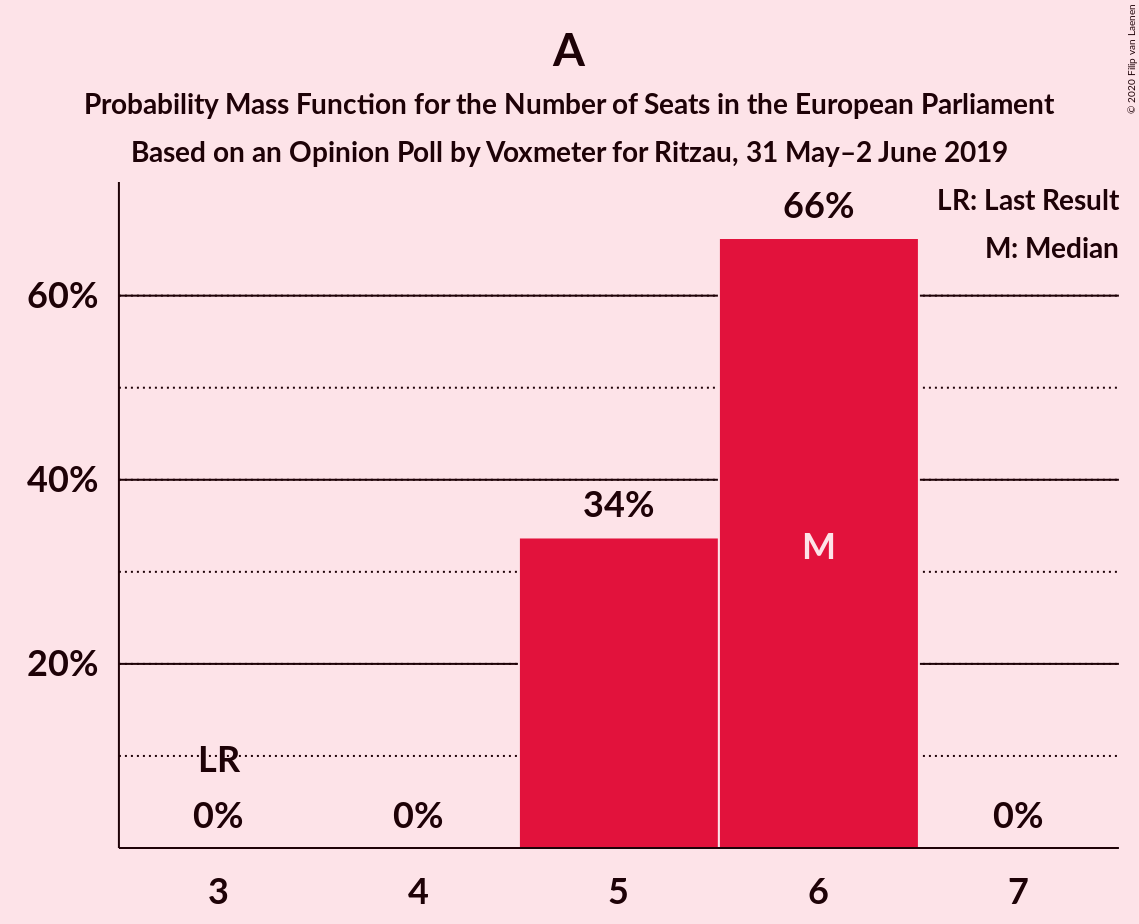 A
Probability Mass Function for the Number of Seats in the European Parliament
Based on an Opinion Poll by Voxmeter for Ritzau, 31 May–2 June 2019
© 2020 Filip van Laenen
LR: Last Result
M: Median
66%
60%
40%
34%
M
20%
LR
0%
0%
0%
3
4
5
6
7